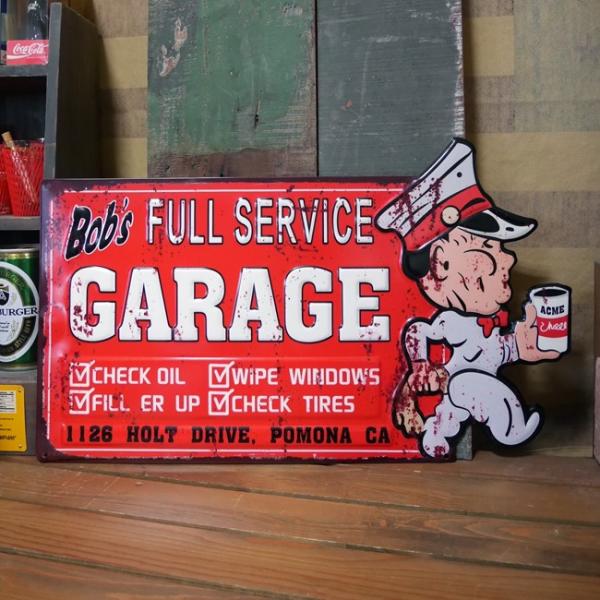 Coca-Cola
Bob's FULL SERViCE
GARAGE
CHECK OIL WiPE WINDOWS
FiLL ER UP CHECK TIRES
1126 HOLT DRIVE, POMONA CA
ACME
BURGER